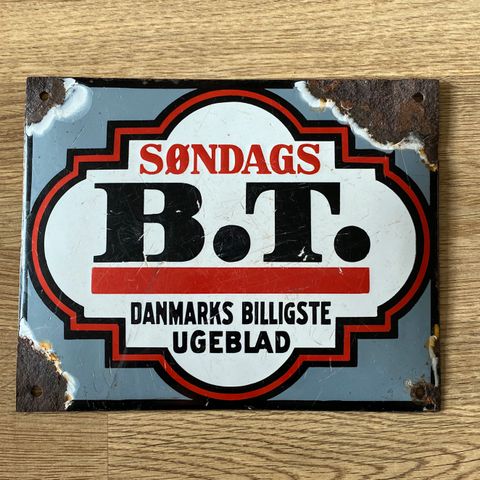 SØNDAGS
B.T.
DANMARKS BILLIGSTE
UGEBLAD